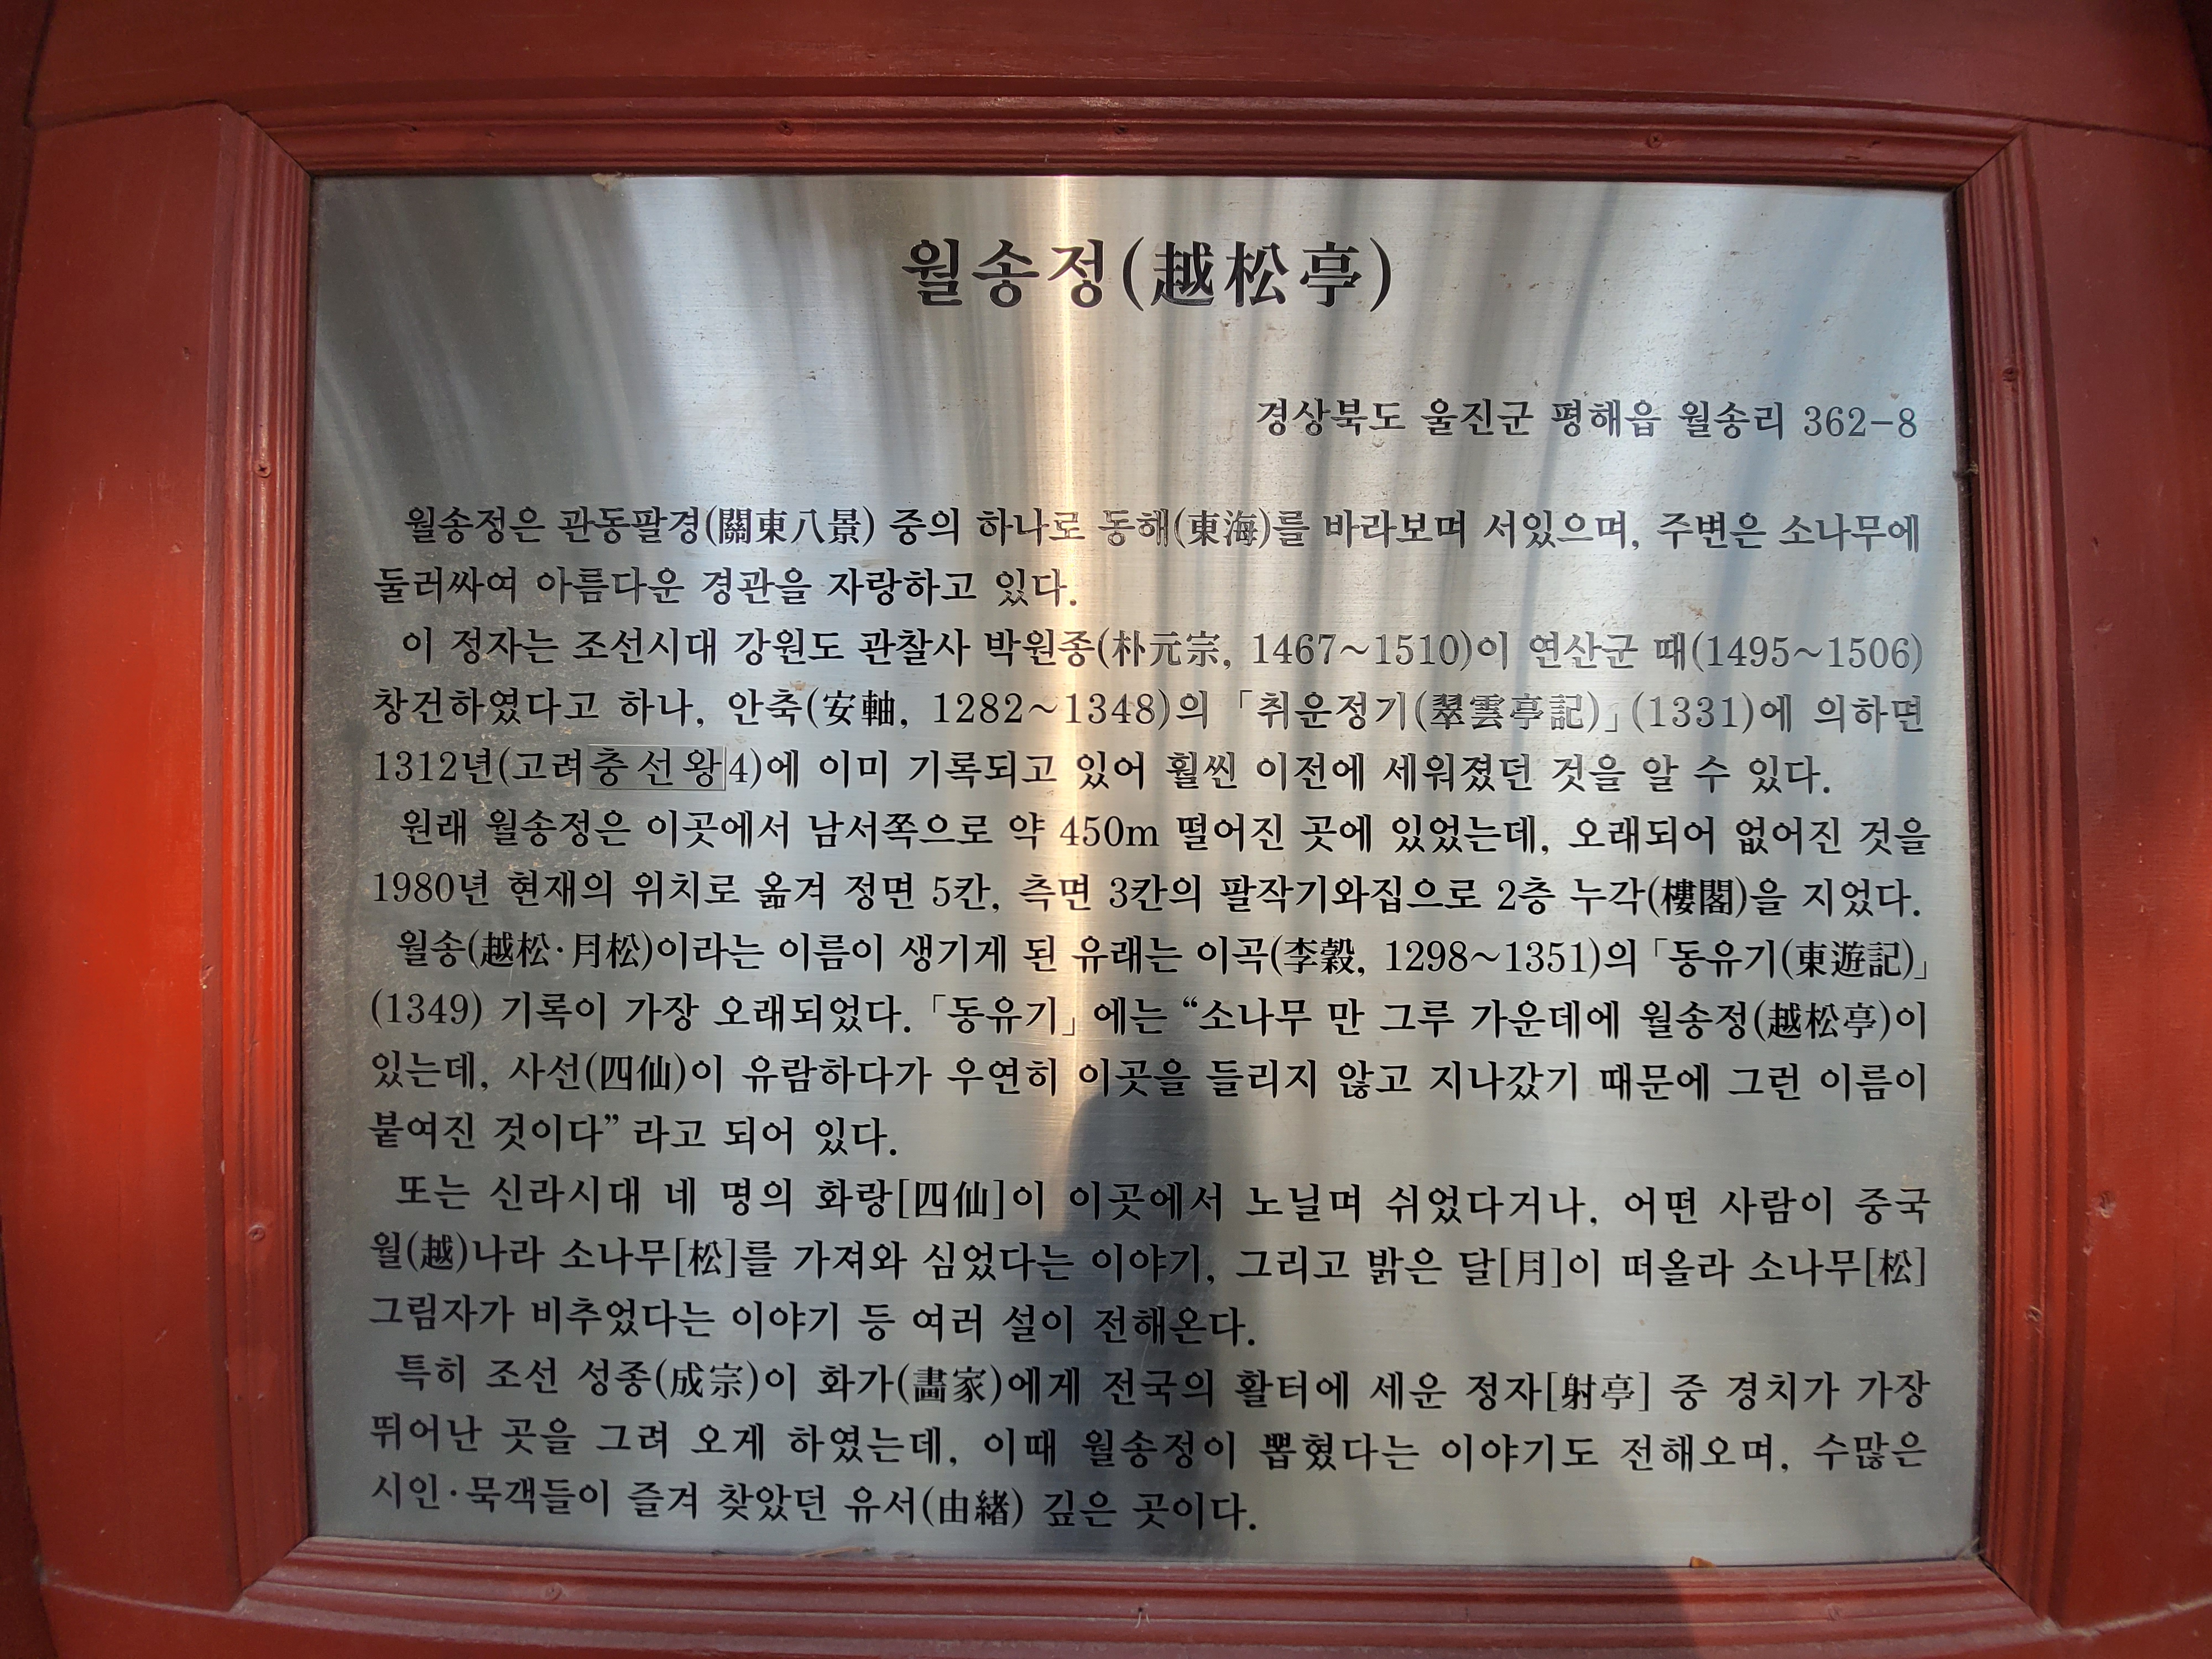 월송정(越松亭)
경상북도 울진군 평해읍 월송리 362-8
월송정은 관동팔경(關東八景) 중의 하나로 동해(東海)를 바라보며 서있으며, 주변은 소나무에
둘러싸여 아름다운 경관을 자랑하고 있다.
이 정자는 조선시대 강원도 관찰사 박원종(朴元宗, 1467~1510)이 연산군 때(1495~1506)
창건하였다고 하나, 안축(安軸, 1282~1348)의 「취운정기(翠雲亭記)」(1331)에 의하면
1312년(고려충선왕4)에 이미 기록되고 있어 훨씬 이전에 세워졌던 것을 알 수 있다.
원래 월송정은 이곳에서 남서쪽으로 약 450m 떨어진 곳에 있었는데, 오래되어 없어진 것을
1980년 현재의 위치로 옮겨 정면 5칸, 측면 3칸의 팔작기와집으로 2층 누각(樓閣)을 지었다.
월송(越松·月松)이라는 이름이 생기게 된 유래는 이곡(李穀, 1298~1351)의 「동유기(東遊記)」
(1349) 기록이 가장 오래되었다. 「동유기」에는 “소나무 만 그루 가운데에 월송정(越松亭)이
있는데, 사선(四仙)이 유람하다가 우연히 이곳을 들리지 않고 지나갔기 때문에 그런 이름이
붙여진 것이다” 라고 되어 있다.
또는 신라시대 네 명의 화랑[四仙]이 이곳에서 노닐며 쉬었다거나, 어떤 사람이 중국
월(越)나라 소나무[松]를 가져와 심었다는 이야기, 그리고 밝은 달[月]이 떠올라 소나무[松]
그림자가 비추었다는 이야기 등 여러 설이 전해온다.
특히 조선 성종(成宗)이 화가(畵家)에게 전국의 활터에 세운 정자[射亭] 중 경치가 가장
뛰어난 곳을 그려 오게 하였는데, 이때 월송정이 뽑혔다는 이야기도 전해오며, 수많은
시인·묵객들이 즐겨 찾았던 유서(由緖) 깊은 곳이다.